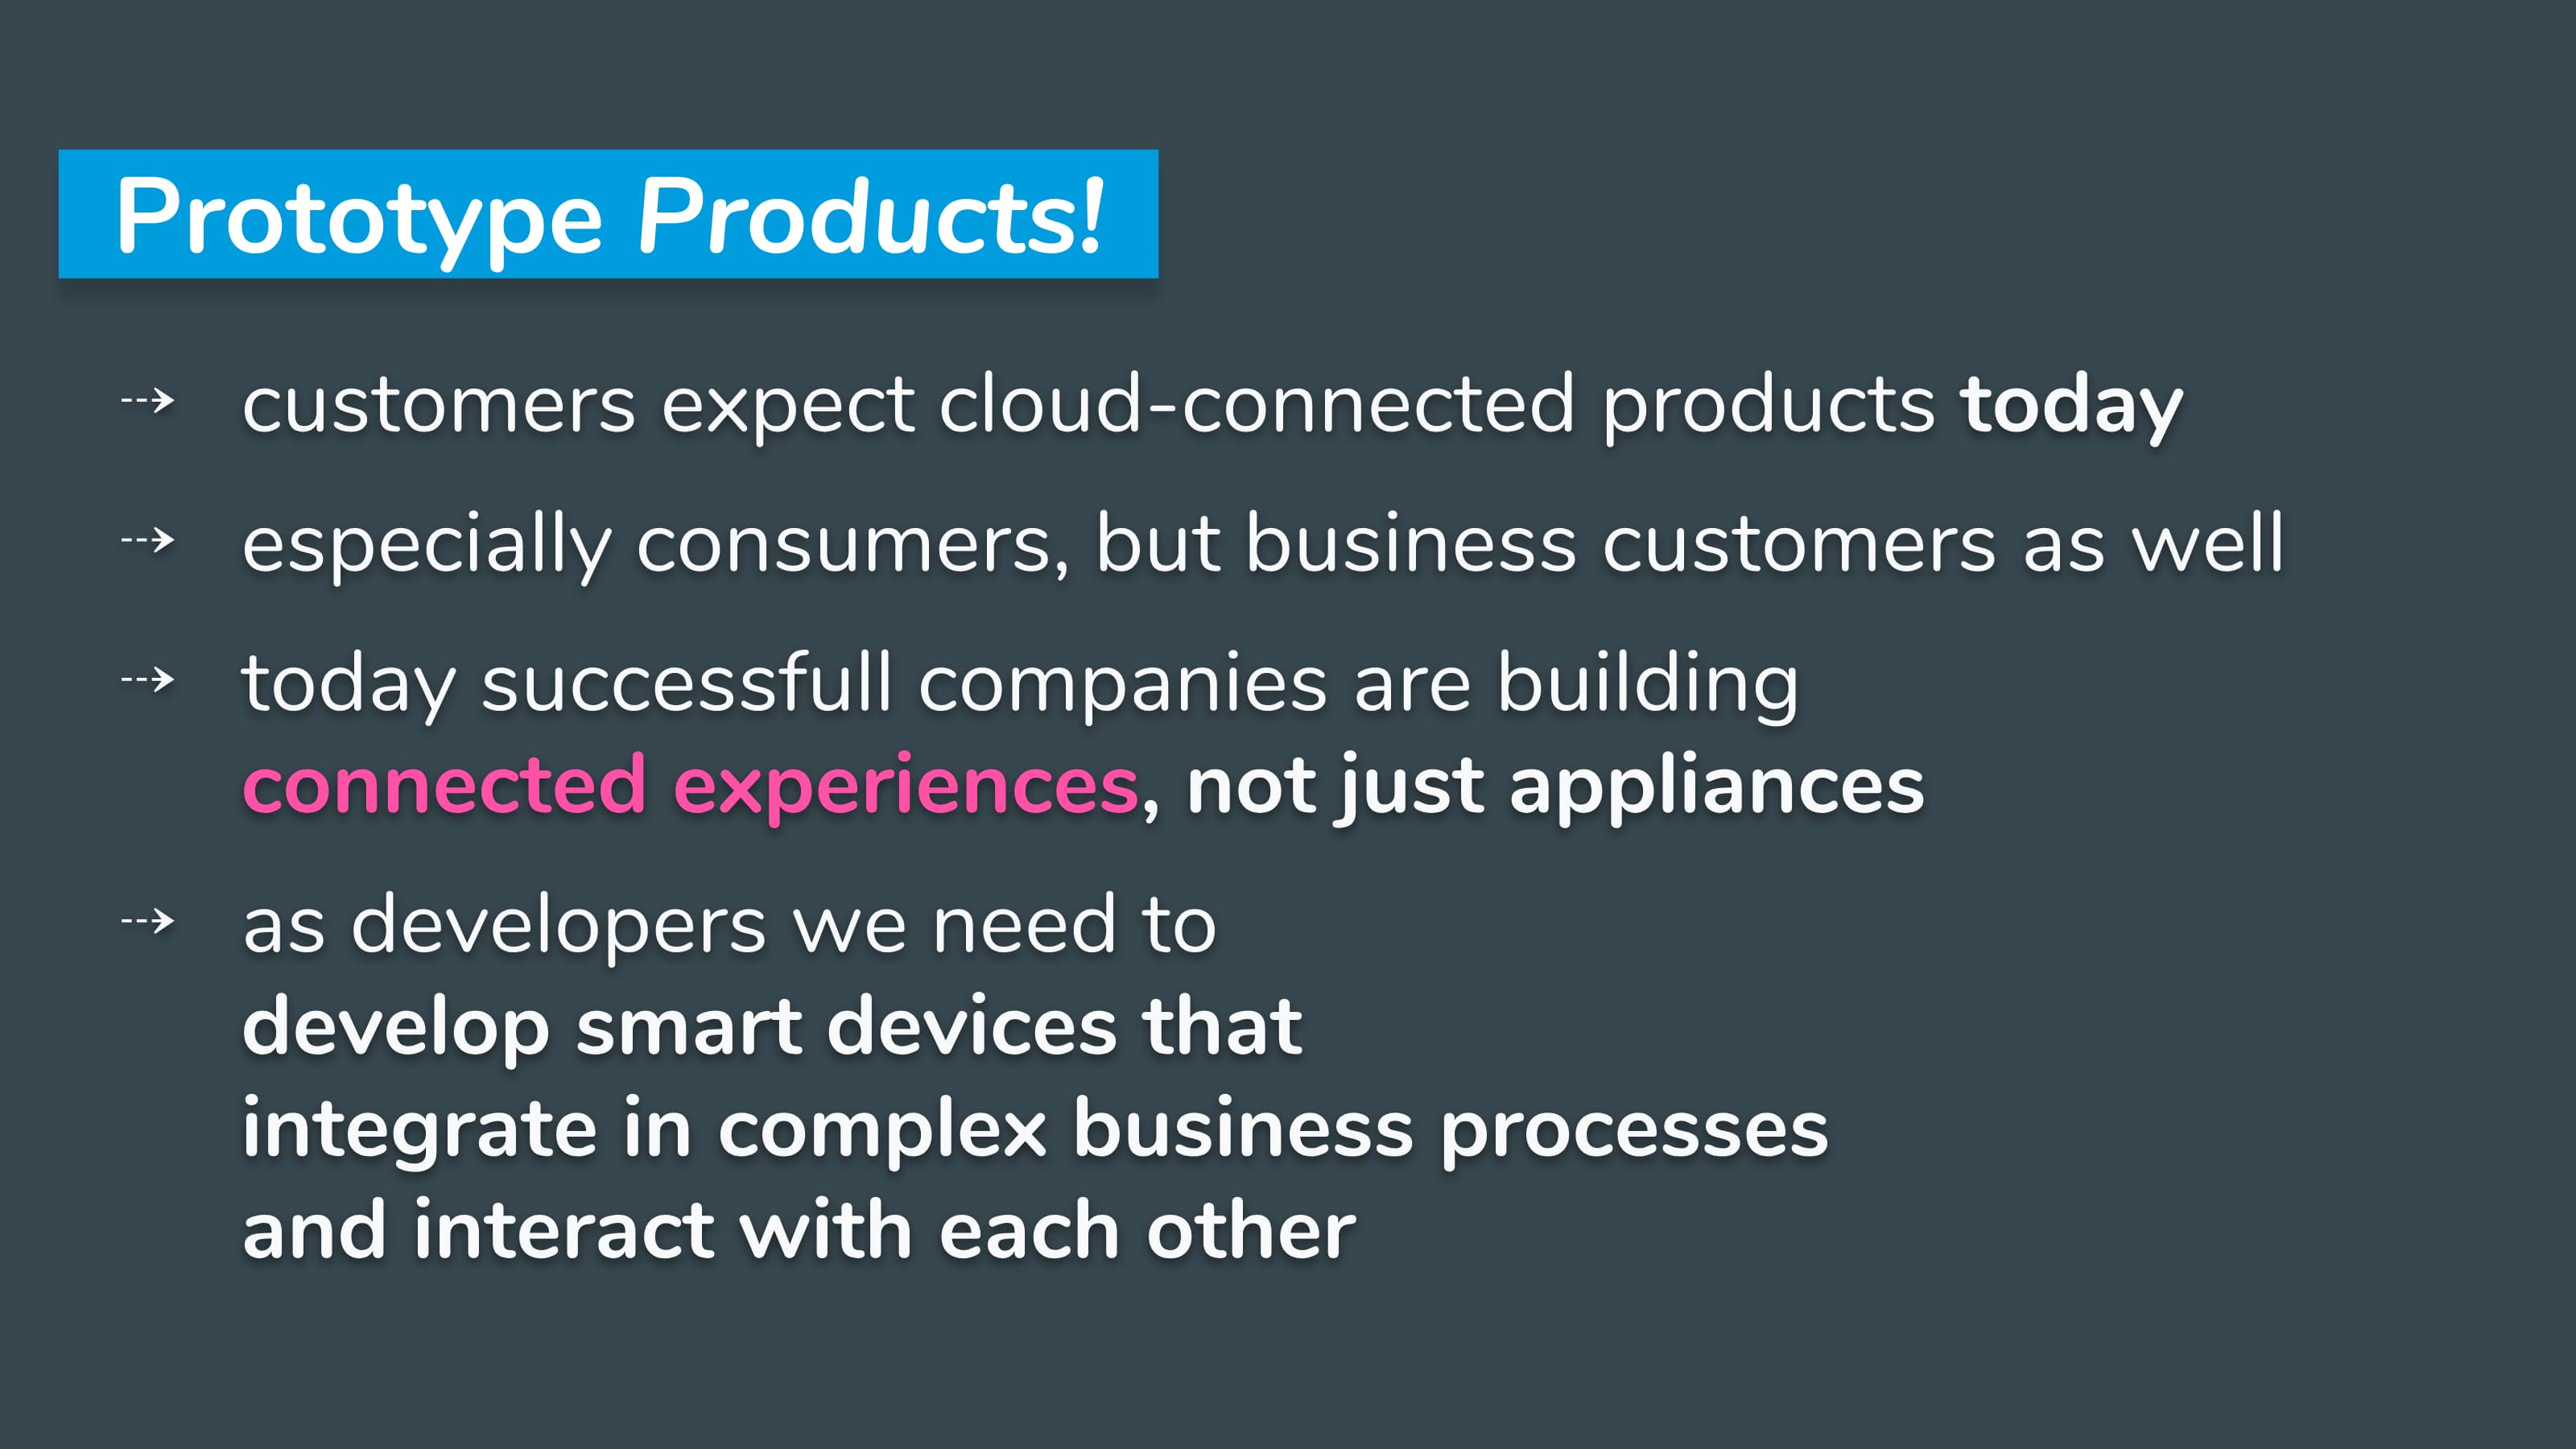 Prototype Products!
⇢ customers expect cloud-connected products today
⇢ especially consumers, but business customers as well
⇢ today successfull companies are building
connected experiences, not just appliances
⇢ as developers we need to
develop smart devices that
integrate in complex business processes
and interact with each other